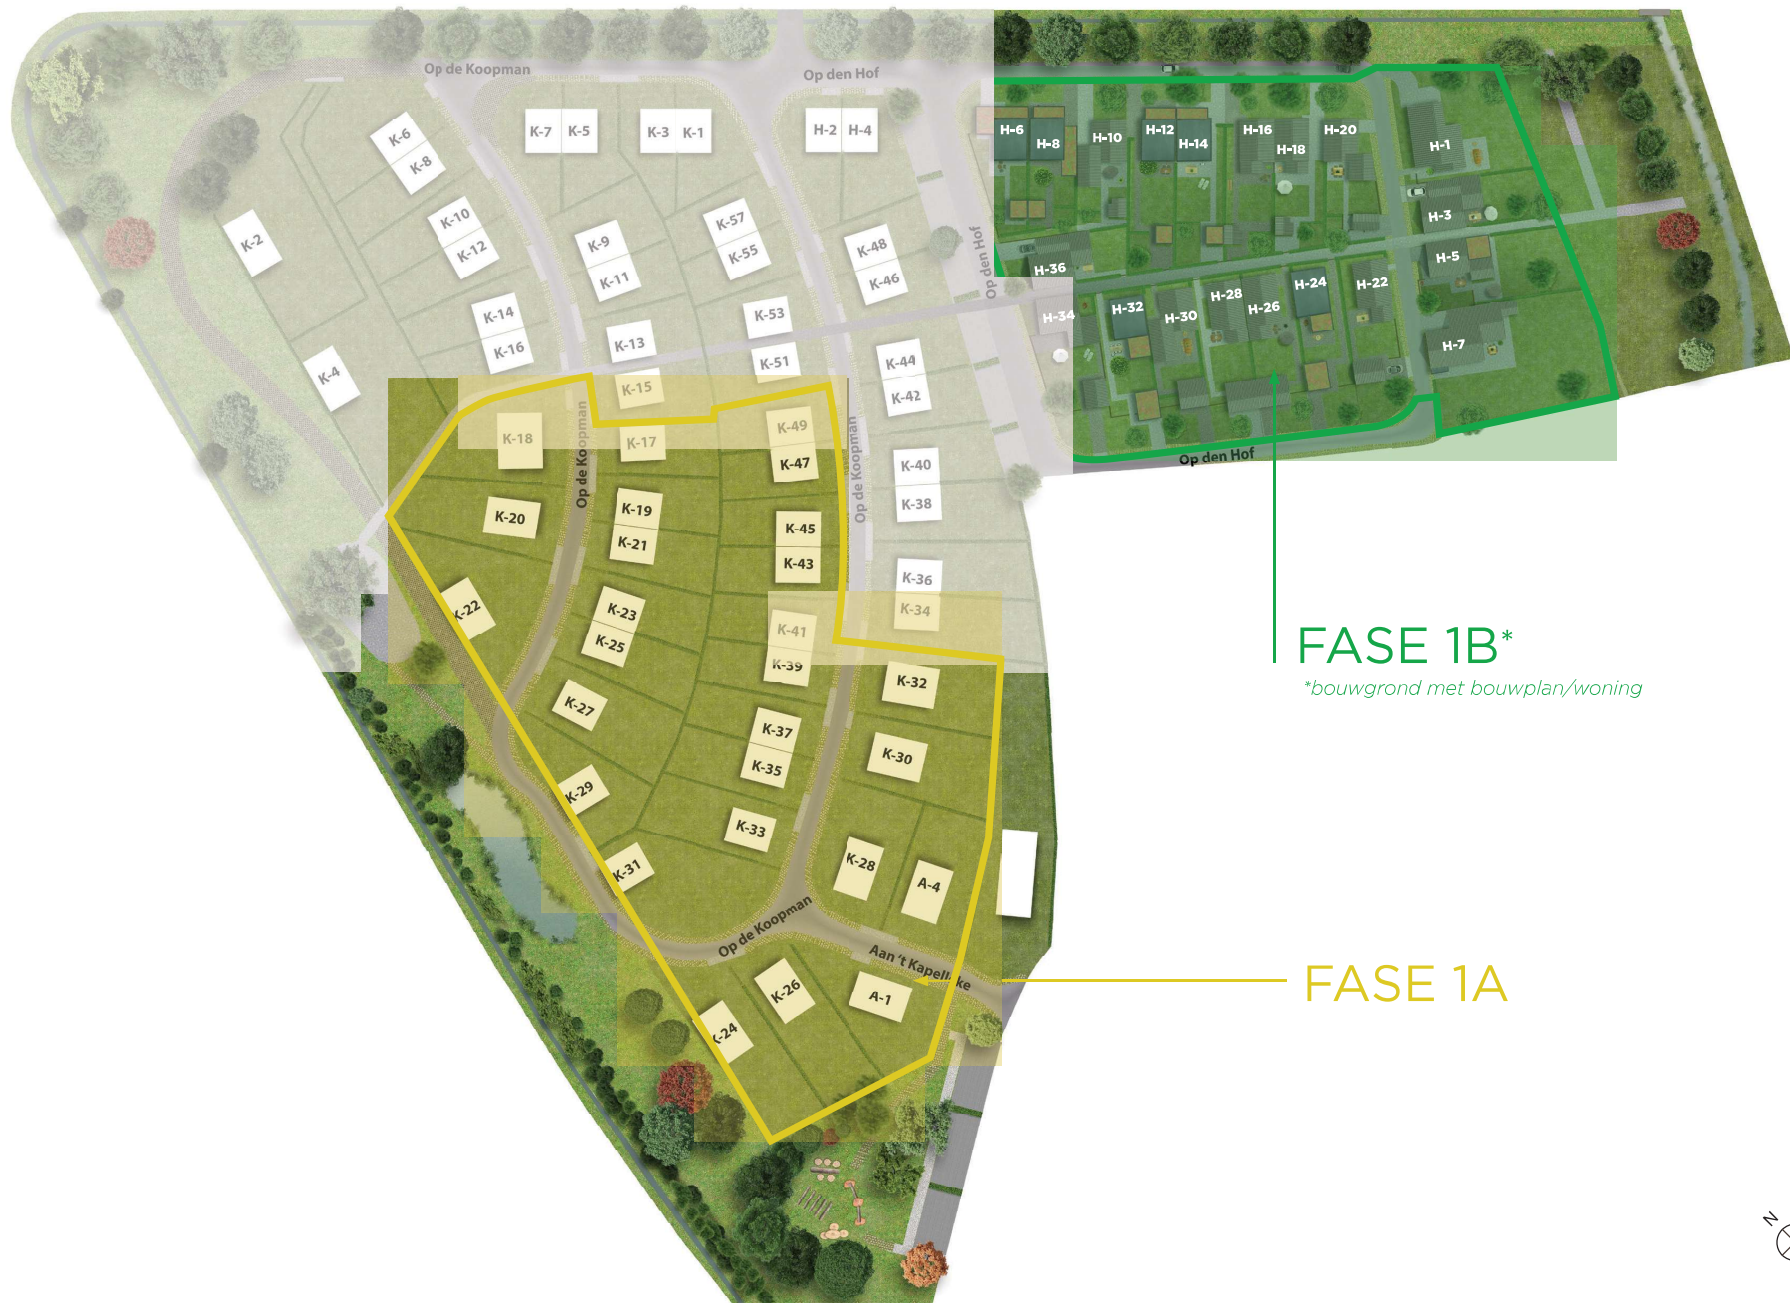 Op de Koopman
Op den Hof
K-6
K-8
K-7 K-5
K-3 K-1
H-2 H-4
H-6
H-8
H-10
H-12
H-14
H-16
H-18
H-20
H-1
K-2
K-10
K-12
K-9
K-11
K-57
K-55
K-48
K-46
Op den Hof
H-36
H-3
H-5
K-4
K-14
K-16
K-13
K-15
K-53
K-51
K-44
K-42
H-34
H-32
H-30
H-28
H-26
H-24
H-22
H-7
K-18
Op de Koopman
K-17
K-49
K-47
Op de Koopman
K-40
K-38
Op den Hof
K-20
K-19
K-21
K-45
K-43
K-22
K-23
K-25
K-41
K-39
K-36
K-34
FASE 1B*
*bouwgrond met bouwplan/woning
K-27
K-37
K-35
K-32
K-30
K-29
K-33
K-31
K-28
A-4
Op de Koopman
Aan 't Kapelleke
FASE 1A
K-24
K-26
A-1
N